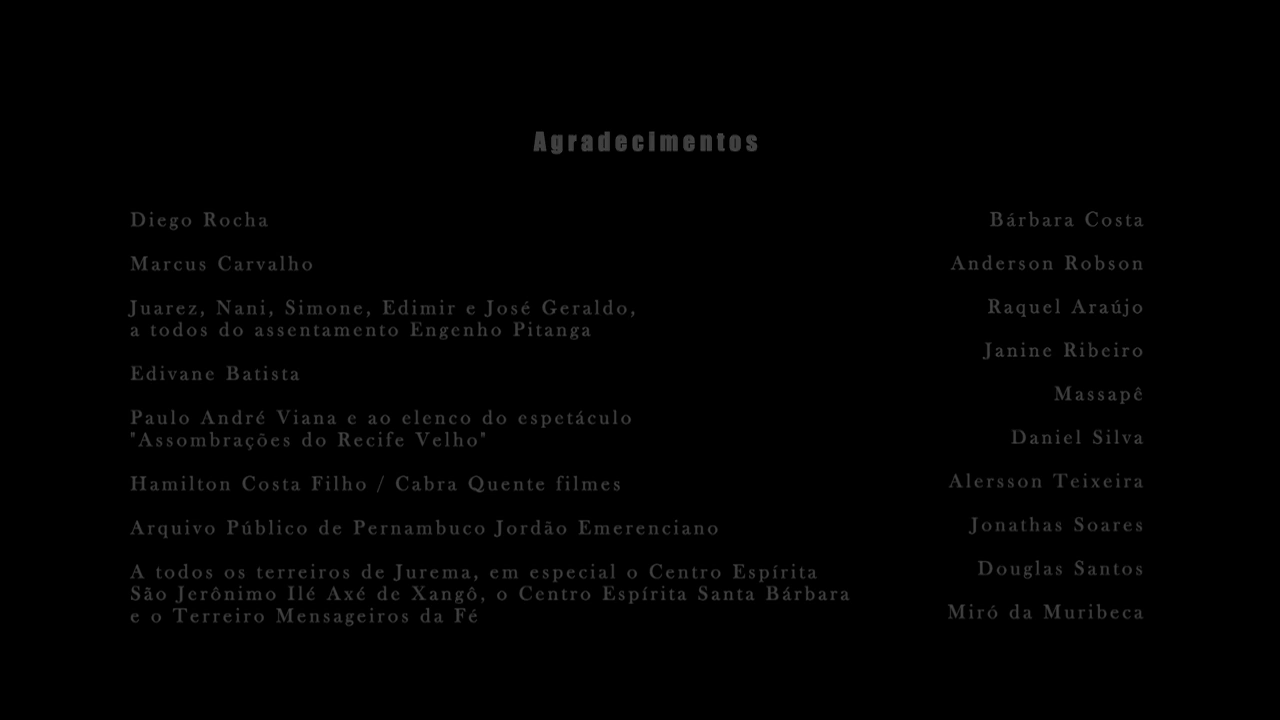 Agradecimentos
Diego Rocha
Marcus Carvalho
Juarez, Nani, Simone, Edimir e José Geraldo,
a todos do assentamento Engenho Pitanga
Edivane Batista
Paulo André Viana e ao elenco do espetáculo
"Assombrações do Recife Velho"
Hamilton Costa Filho / Cabra Quente filmes
Arquivo Público de Pernambuco Jordão Emerenciano
A todos os terreiros de Jurema, em especial o Centro Espírita
São Jerônimo Ilé Axé de Xangô, o Centro Espírita Santa Bárbara
e o Terreiro Mensageiros da Fé
Bárbara Costa
Anderson Robson
Raquel Araújo
Janine Ribeiro
Massapê
Daniel Silva
Alersson Teixeira
Jonathas Soares
Douglas Santos
Miró da Muribeca